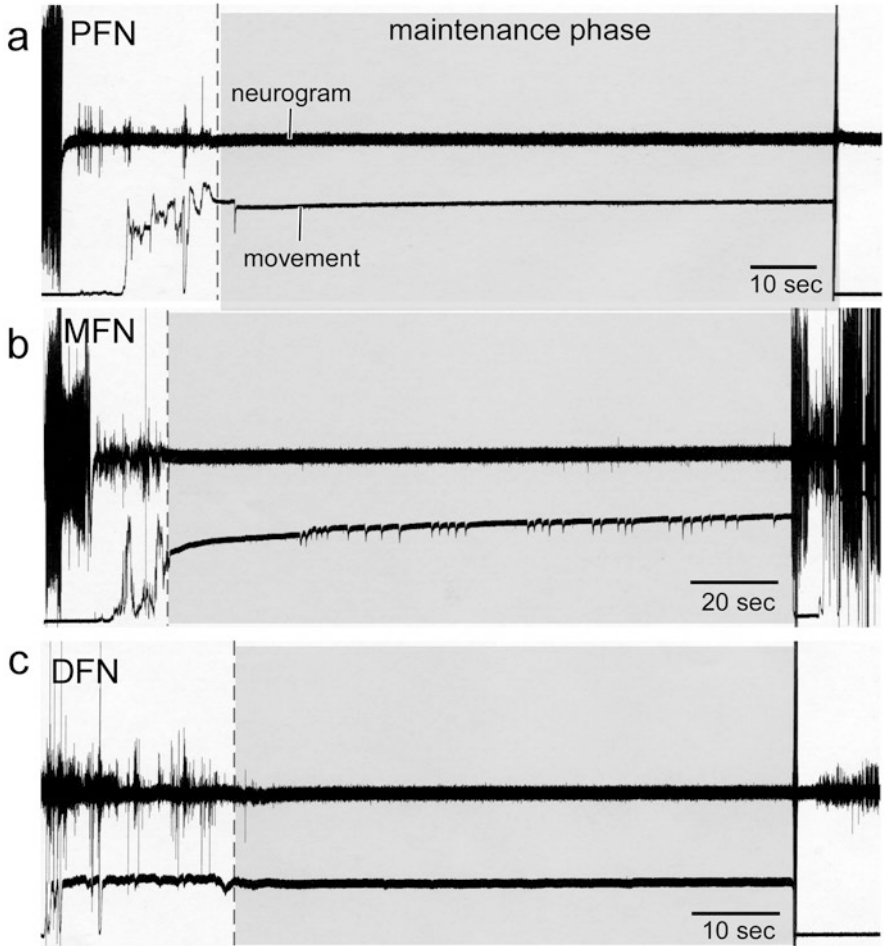 a
PFN
maintenance phase
neurogram
movement
10 sec
b
MFN
20 sec
c
DFN
10 sec